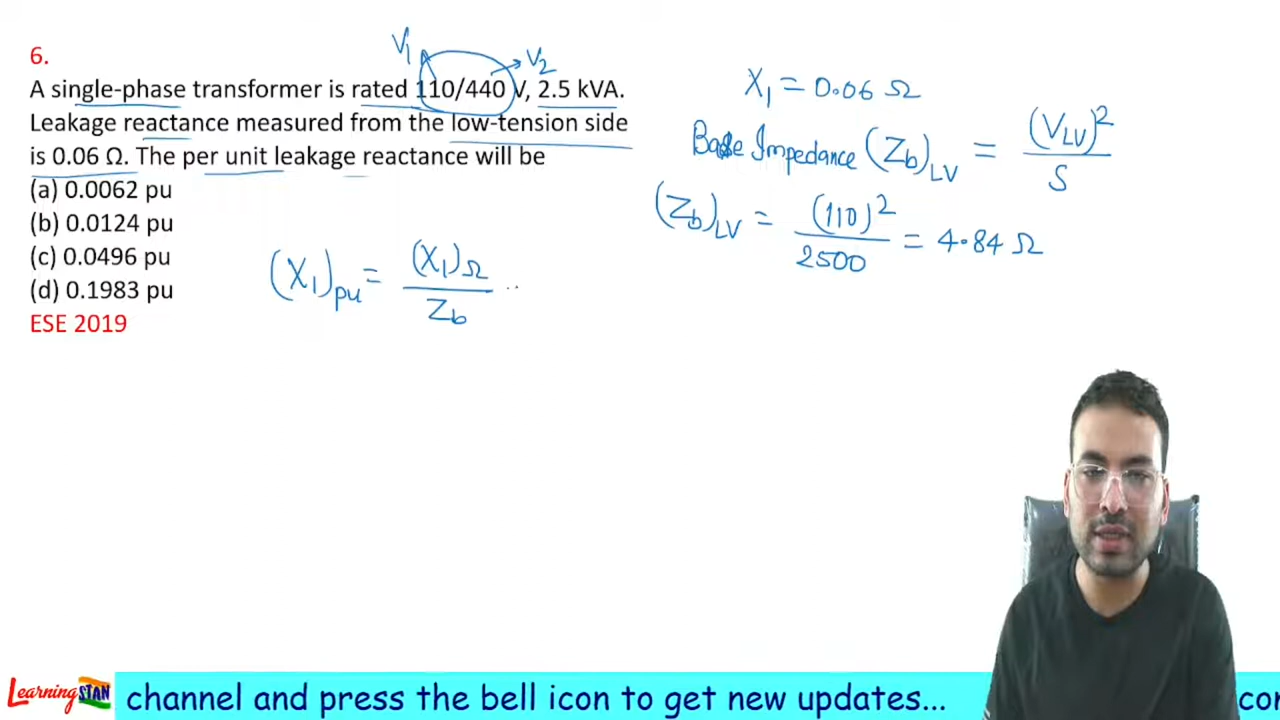 6.
A single-phase transformer is rated 110/440 V, 2.5 kVA.
Leakage reactance measured from the low-tension side
is 0.06 Ω. The per unit leakage reactance will be
(a) 0.0062 pu
(b) 0.0124 pu
(c) 0.0496 pu
(d) 0.1983 pu
ESE 2019
V₁
V₂
(X₁)pu = (X₁)Ω / Zb
X₁ = 0.06 Ω
Base Impedance (Zb)LV = (VLV)² / S
(Zb)LV = (110)² / 2500 = 4.84 Ω
LearningSTAN
channel and press the bell icon to get new updates...
con